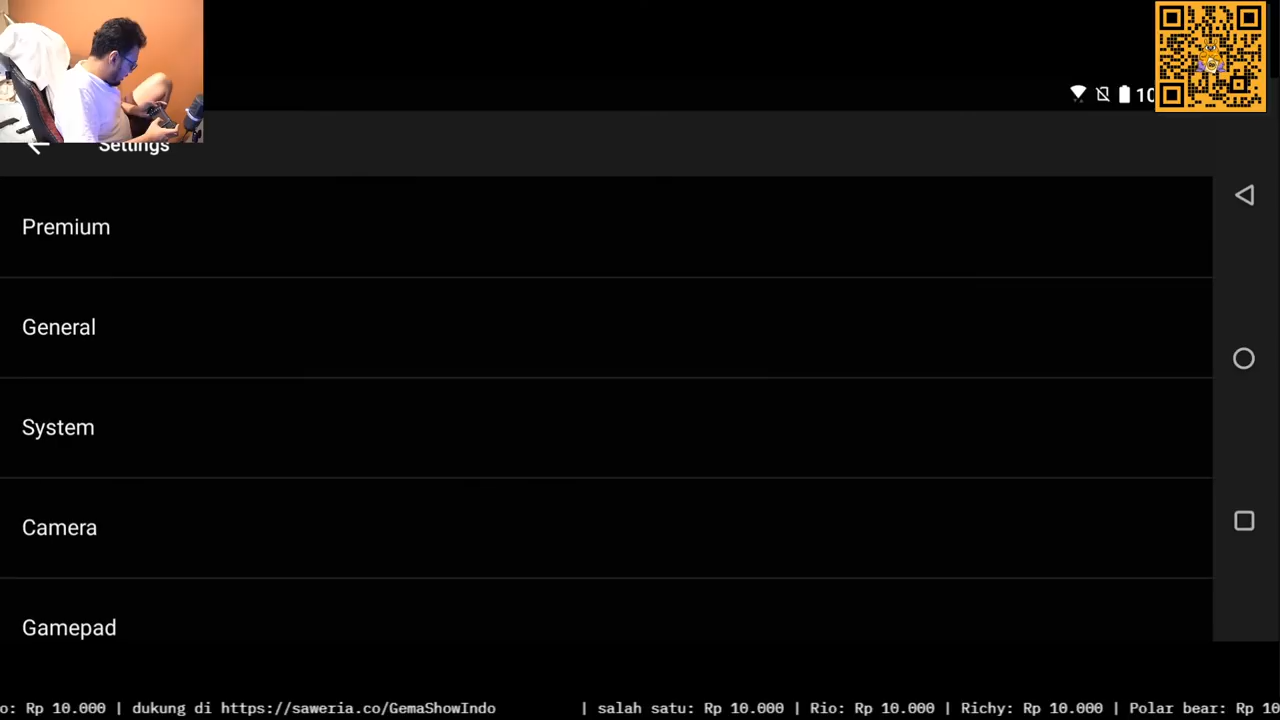 10
Settings
Premium
General
System
Camera
Gamepad
o: Rp 10.000 | dukung di https://saweria.co/GemaShowIndo | salah satu: Rp 10.000 | Rio: Rp 10.000 | Richy: Rp 10.000 | Polar bear: Rp 10